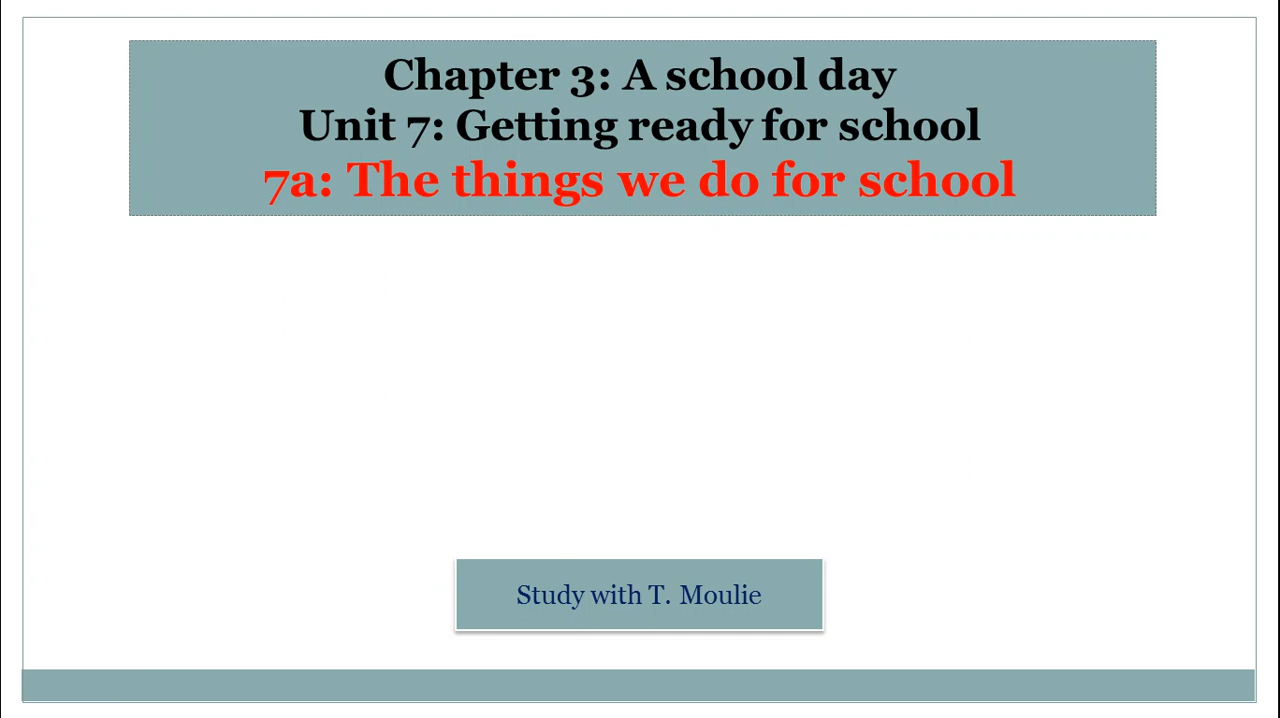 Chapter 3: A school day
Unit 7: Getting ready for school
7a: The things we do for school
Study with T. Moulie